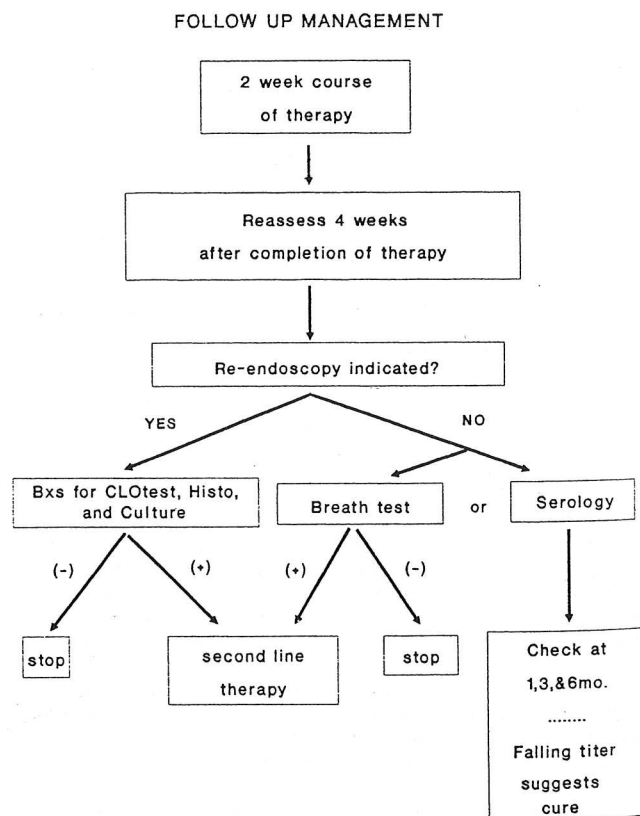 FOLLOW UP MANAGEMENT
2 week course
of therapy
Reassess 4 weeks
after completion of therapy
Re-endoscopy indicated?
YES
NO
Bxs for CLOtest, Histo,
and Culture
Breath test
or
Serology
(-)
(+)
(+)
(-)
stop
second line
therapy
stop
Check at
1,3,&6mo.
........
Falling titer
suggests
cure